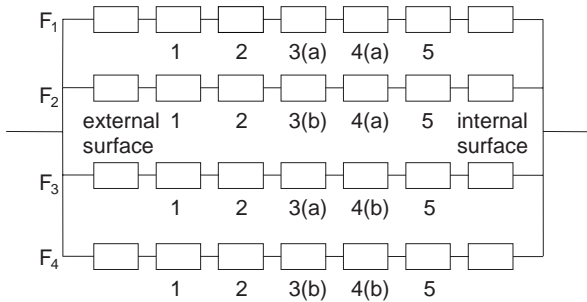 F1
1 2 3(a) 4(a) 5
F2
external 1 2 3(b) 4(a) 5 internal
surface surface
F3
1 2 3(a) 4(b) 5
F4
1 2 3(b) 4(b) 5